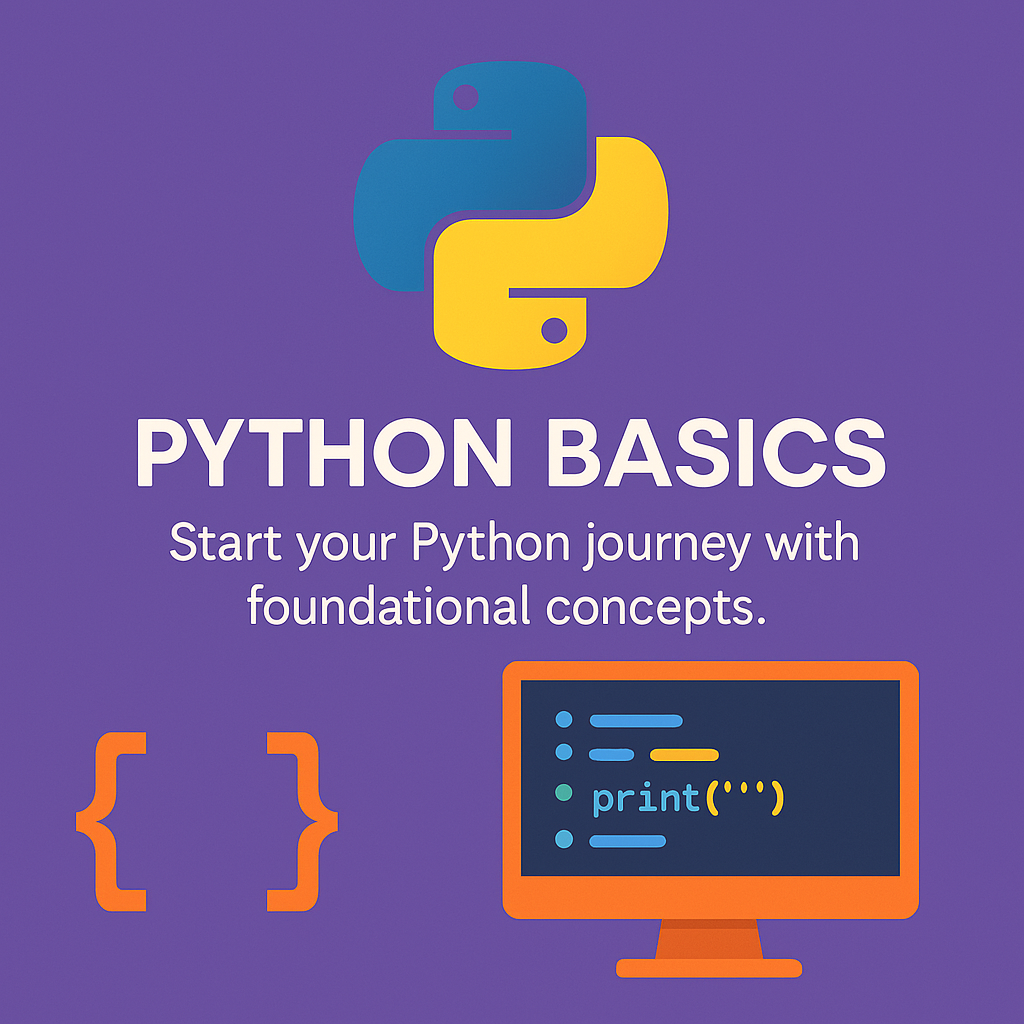 PYTHON BASICS
Start your Python journey with
foundational concepts.
{ }
print(''')